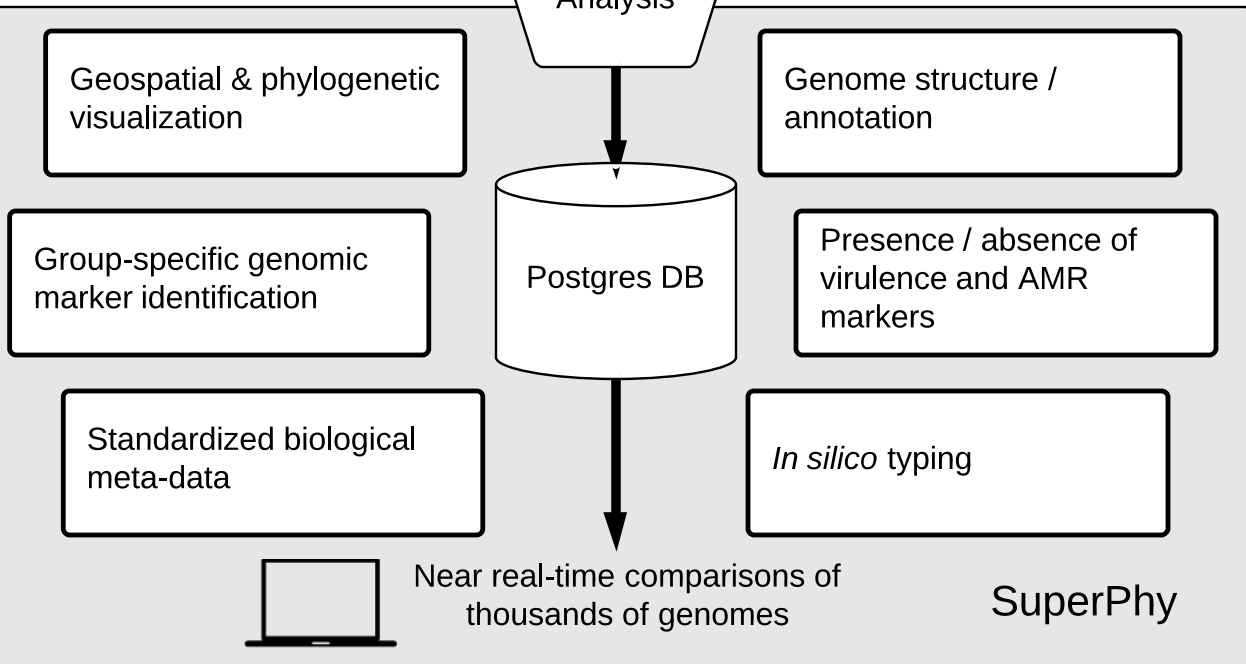 Analysis
Geospatial & phylogenetic
visualization
Genome structure /
annotation
Group-specific genomic
marker identification
Postgres DB
Presence / absence of
virulence and AMR
markers
Standardized biological
meta-data
In silico typing
Near real-time comparisons of
thousands of genomes
SuperPhy